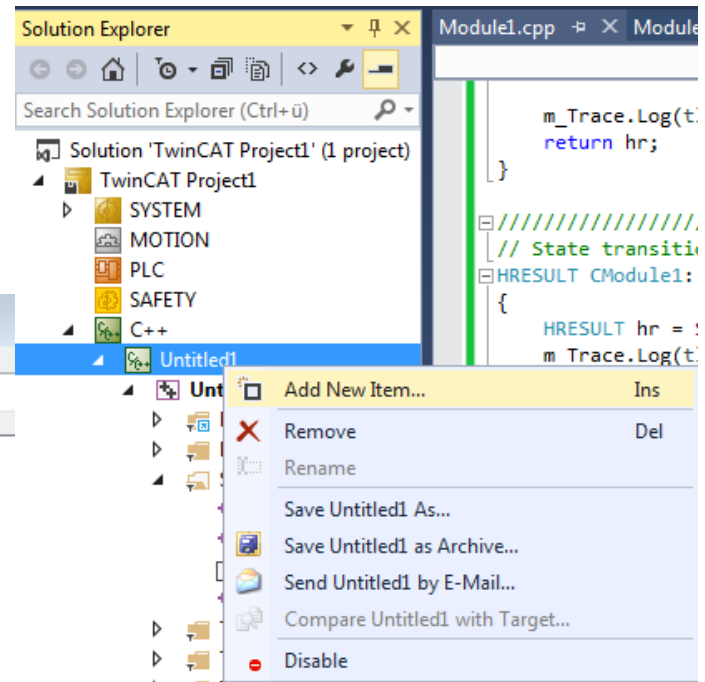 Solution Explorer
Search Solution Explorer (Ctrl+ü)
Solution 'TwinCAT Project1' (1 project)
TwinCAT Project1
SYSTEM
MOTION
PLC
SAFETY
C++
Untitled1
Unt
Add New Item... Ins
Remove Del
Rename
Save Untitled1 As...
Save Untitled1 as Archive...
Send Untitled1 by E-Mail...
Compare Untitled1 with Target...
Disable
Module1.cpp Module
m_Trace.Log(t
return hr;
}
//////////////////
// State transiti
HRESULT CModule1:
{
HRESULT hr =
m_Trace.Log(t